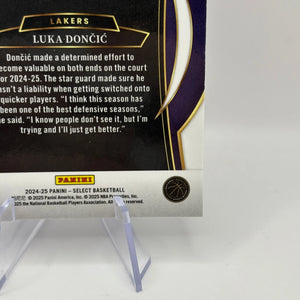 LAKERS
LUKA DONČIĆ
Dončić made a determined effort to
become valuable on both ends on the court
for 2024-25. The star guard made sure he
wasn't a liability when getting switched onto
quicker players. "I think this season has
been one of the best defensive seasons,"
he said. "I know people don't see it, but I'm
trying and I'll just get better."
PANINI
2024-25 PANINI – SELECT BASKETBALL
© 2025 Panini America, Inc. © 2025 NBA Properties, Inc.
2025 the National Basketball Players Association. All rights reserved.